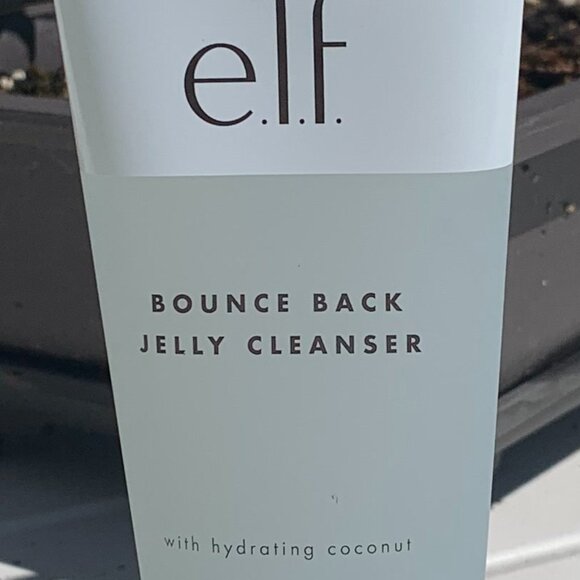 e.l.f.
BOUNCE BACK
JELLY CLEANSER
with hydrating coconut